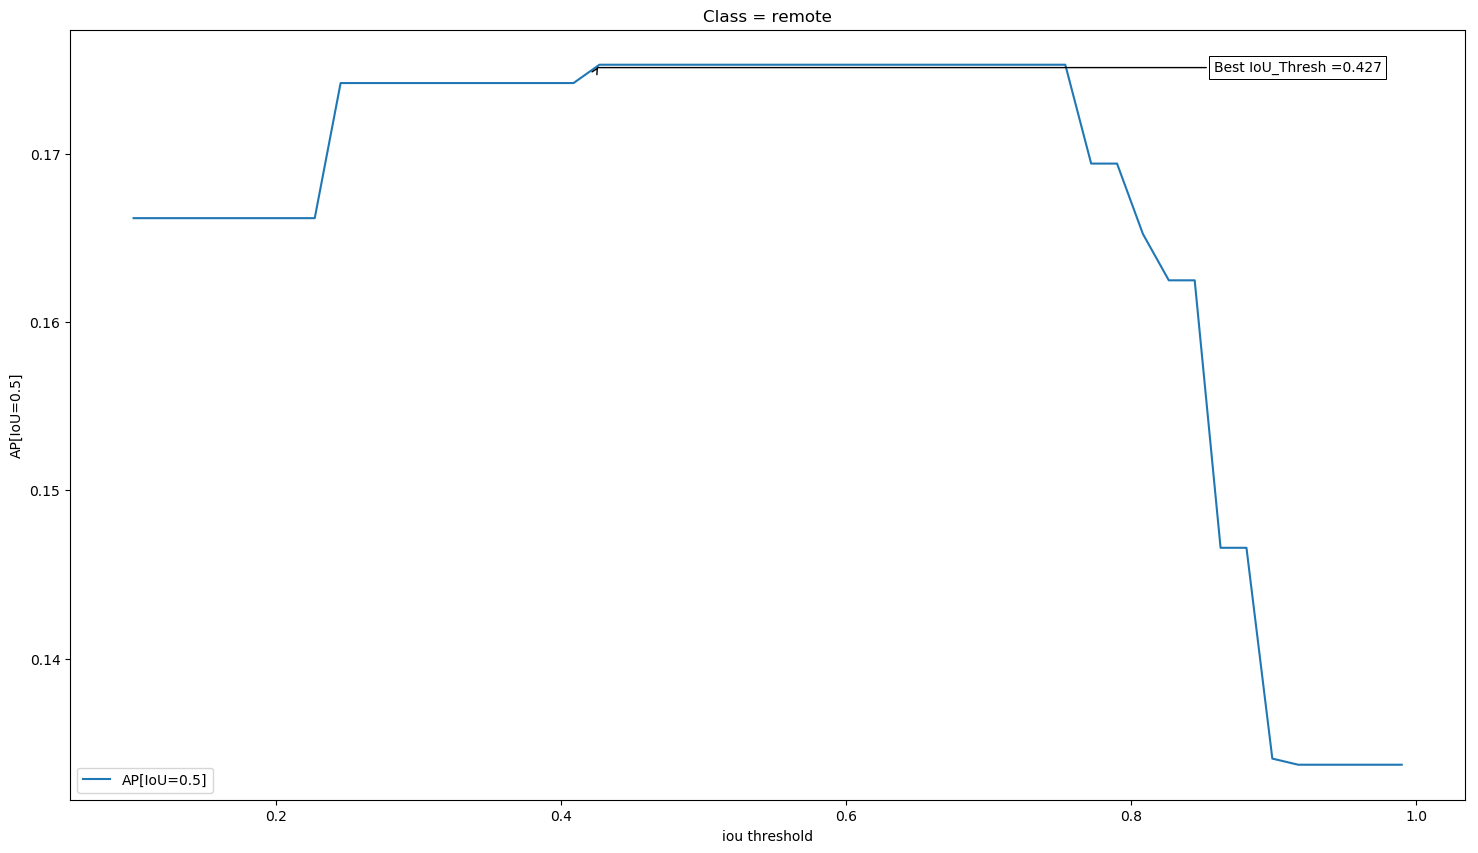 Class = remote
Best IoU_Thresh =0.427
AP[IoU=0.5]
0.17
0.16
0.15
0.14
AP[IoU=0.5]
0.2
0.4
0.6
0.8
1.0
iou threshold